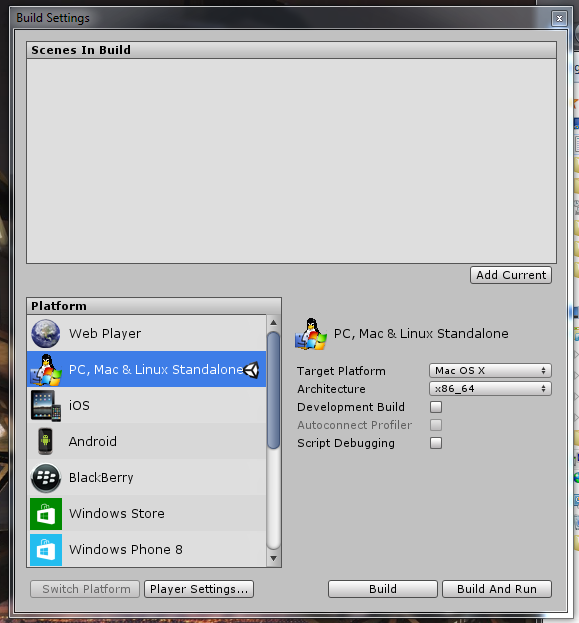 Build Settings
Scenes In Build
Add Current
Platform
Web Player
PC, Mac & Linux Standalone
iOS
Android
BlackBerry
Windows Store
Windows Phone 8
PC, Mac & Linux Standalone
Target Platform Mac OS X
Architecture x86_64
Development Build
Autoconnect Profiler
Script Debugging
Switch Platform Player Settings... Build Build And Run